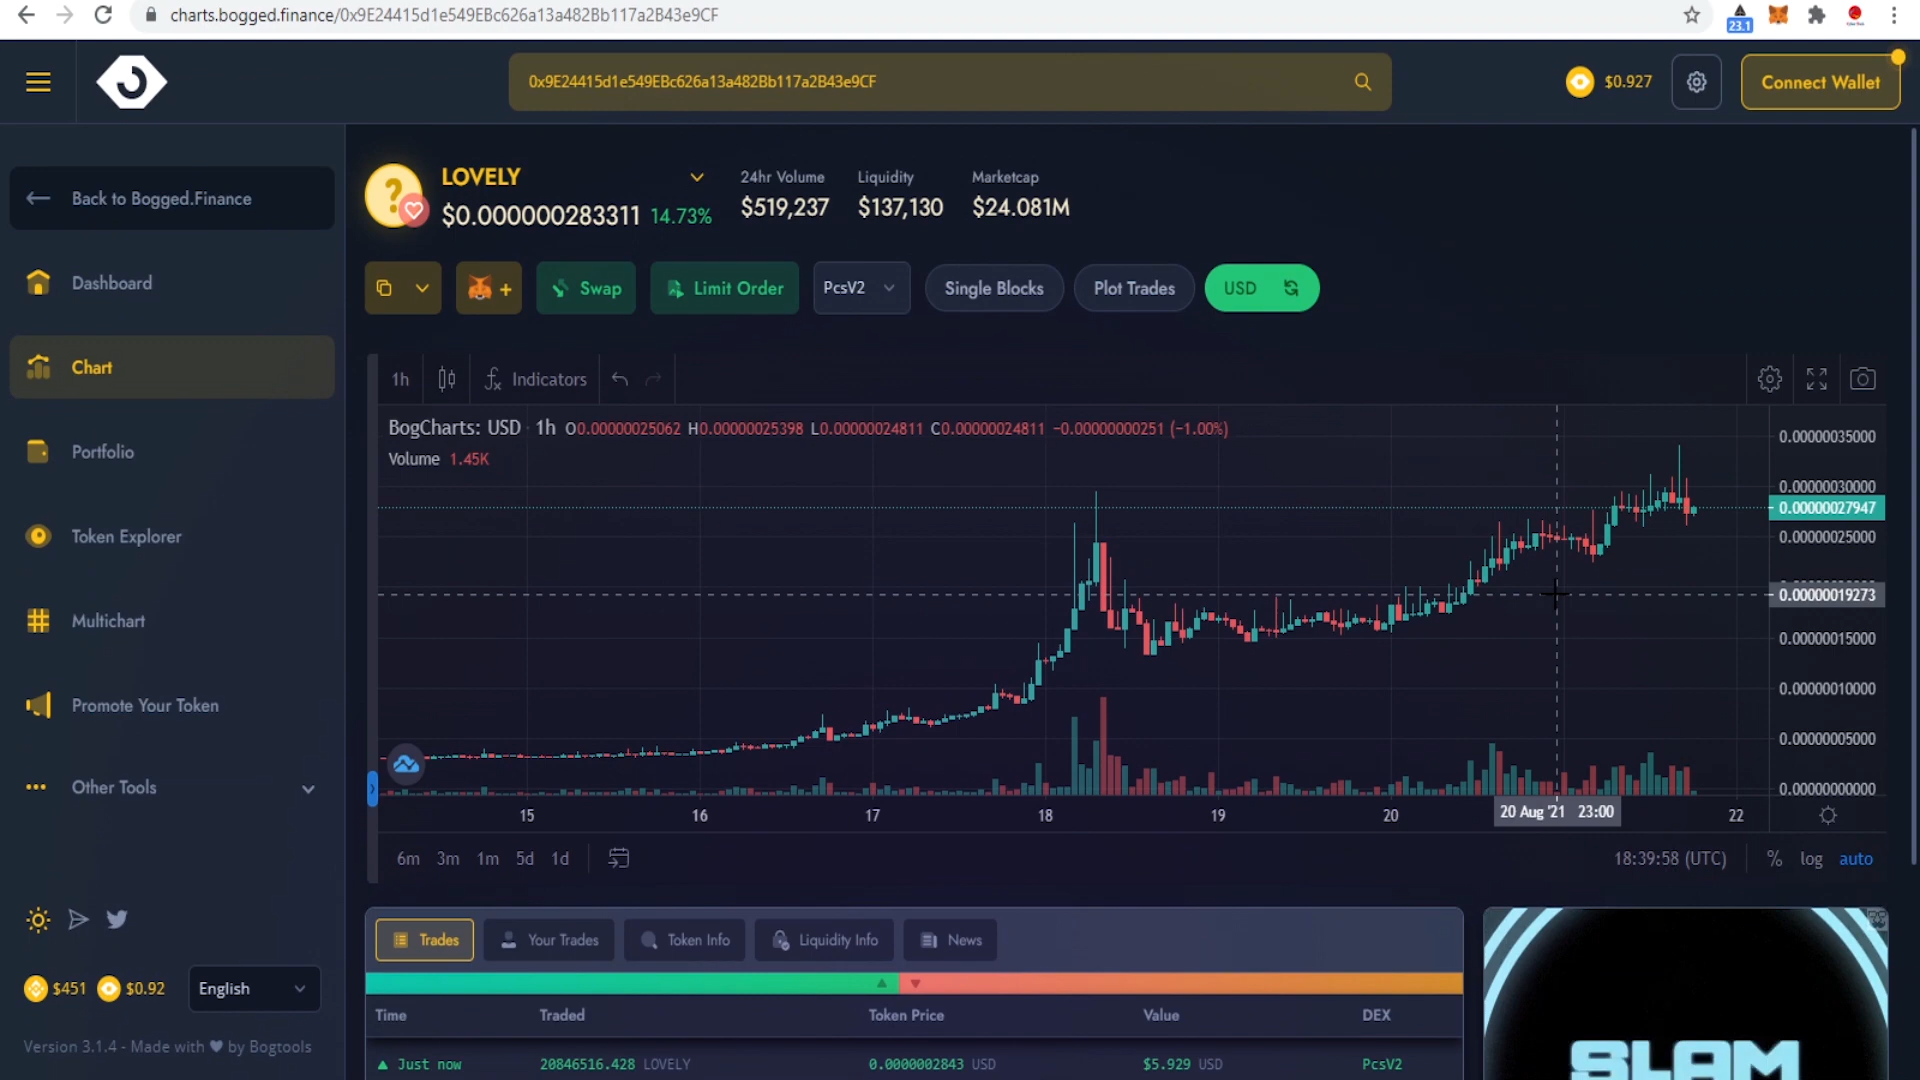 charts.bogged.finance/0x9E24415d1e549EBc626a13a482Bb117a2B43e9CF
23.1
0x9E24415d1e549EBc626a13a482Bb117a2B43e9CF
$0.927
Connect Wallet
Back to Bogged.Finance
Dashboard
Chart
Portfolio
Token Explorer
Multichart
Promote Your Token
Other Tools
$451 $0.92 English
Version 3.1.4 - Made with ♥ by Bogtools
LOVELY
$0.000000283311 14.73%
24hr Volume
$519,237
Liquidity
$137,130
Marketcap
$24.081M
Swap Limit Order PcsV2 Single Blocks Plot Trades USD
1h Indicators
BogCharts: USD · 1h O0.00000025062 H0.00000025398 L0.00000024811 C0.00000024811 −0.00000000251 (−1.00%)
Volume 1.45K
0.00000035000
0.00000030000
0.00000027947
0.00000025000
0.00000019273
0.00000015000
0.00000010000
0.00000005000
0.00000000000
15 16 17 18 19 20 20 Aug '21 23:00 22
6m 3m 1m 5d 1d 18:39:58 (UTC) % log auto
Trades Your Trades Token Info Liquidity Info News
Time Traded Token Price Value DEX
Just now 20846516.428 LOVELY 0.0000002843 USD $5.929 USD PcsV2
SLAM